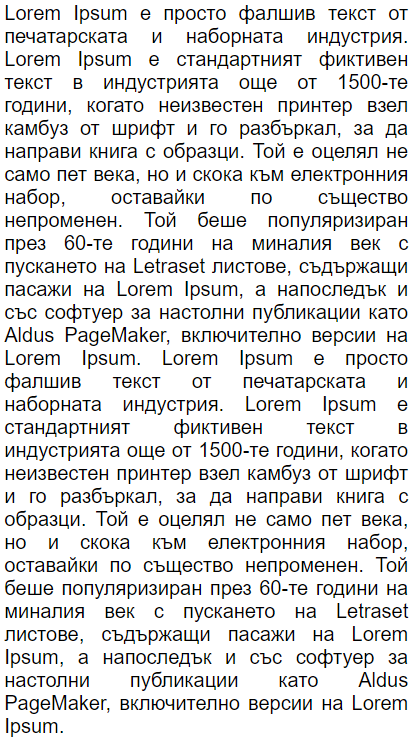 Lorem Ipsum е просто фалшив текст от
печатарската и наборната индустрия.
Lorem Ipsum е стандартният фиктивен
текст в индустрията още от 1500-те
години, когато неизвестен принтер взел
камбуз от шрифт и го разбъркал, за да
направи книга с образци. Той е оцелял не
само пет века, но и скока към електронния
набор, оставайки по същество
непроменен. Той беше популяризиран
през 60-те години на миналия век с
пускането на Letraset листове, съдържащи
пасажи на Lorem Ipsum, а напоследък и
със софтуер за настолни публикации като
Aldus PageMaker, включително версии на
Lorem Ipsum. Lorem Ipsum е просто
фалшив текст от печатарската и
наборната индустрия. Lorem Ipsum е
стандартният фиктивен текст в
индустрията още от 1500-те години, когато
неизвестен принтер взел камбуз от шрифт
и го разбъркал, за да направи книга с
образци. Той е оцелял не само пет века,
но и скока към електронния набор,
оставайки по същество непроменен. Той
беше популяризиран през 60-те години на
миналия век с пускането на Letraset
листове, съдържащи пасажи на Lorem
Ipsum, а напоследък и със софтуер за
настолни публикации като Aldus
PageMaker, включително версии на Lorem
Ipsum.